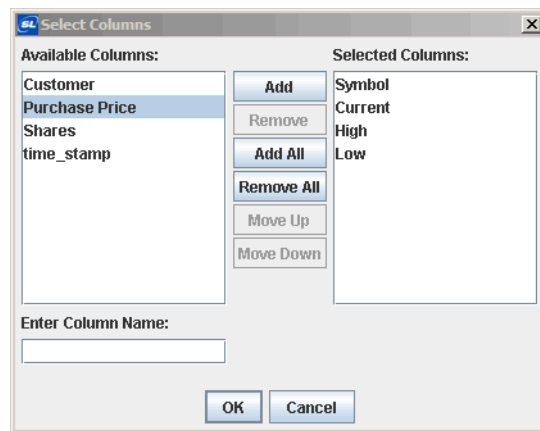 SL Select Columns
Available Columns:
Customer
Purchase Price
Shares
time_stamp
Add
Remove
Add All
Remove All
Move Up
Move Down
Selected Columns:
Symbol
Current
High
Low
Enter Column Name:
OK
Cancel